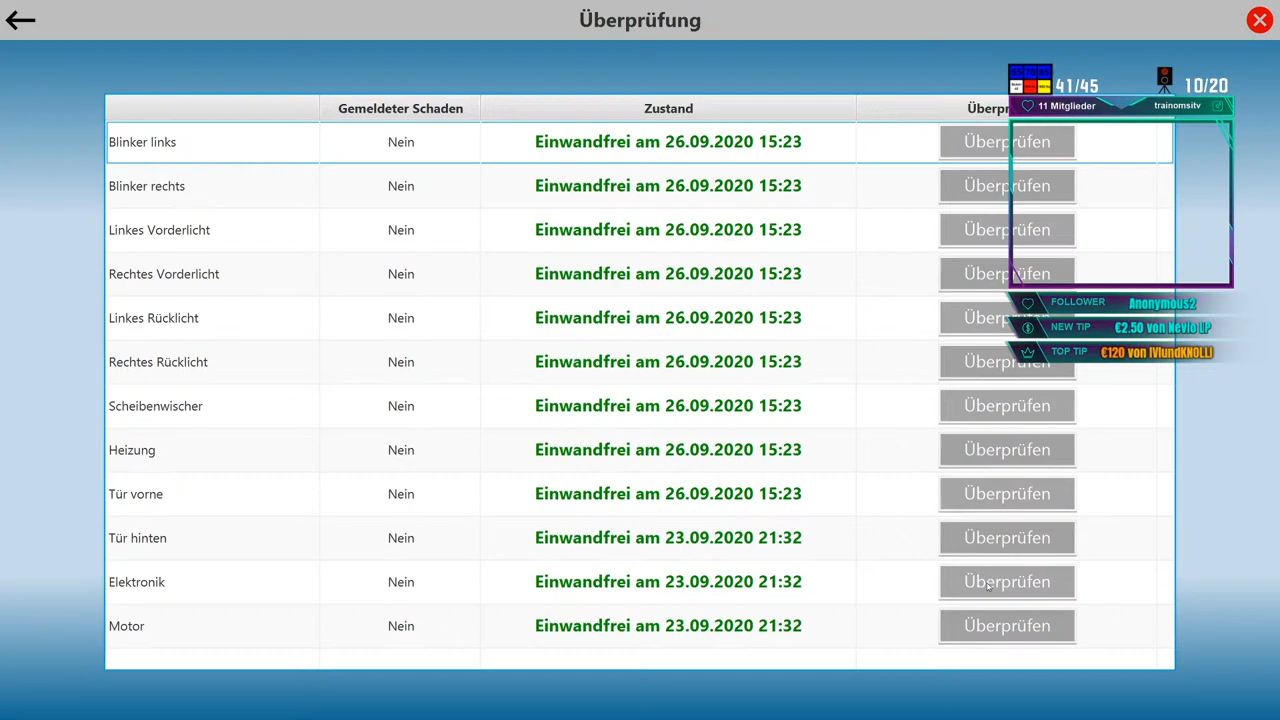 Überprüfung
41/45
10/20
11 Mitglieder
trainomsitv
Gemeldeter Schaden Zustand
Blinker links Nein Einwandfrei am 26.09.2020 15:23 Überprüfen
Blinker rechts Nein Einwandfrei am 26.09.2020 15:23 Überprüfen
Linkes Vorderlicht Nein Einwandfrei am 26.09.2020 15:23 Überprüfen
Rechtes Vorderlicht Nein Einwandfrei am 26.09.2020 15:23 Überprüfen
FOLLOWER Anonymous2
Linkes Rücklicht Nein Einwandfrei am 26.09.2020 15:23
NEW TIP €2.50 von Nevio UP
TOP TIP €120 von IVIundKNOLLI
Rechtes Rücklicht Nein Einwandfrei am 26.09.2020 15:23 Überprüfen
Scheibenwischer Nein Einwandfrei am 26.09.2020 15:23 Überprüfen
Heizung Nein Einwandfrei am 26.09.2020 15:23 Überprüfen
Tür vorne Nein Einwandfrei am 26.09.2020 15:23 Überprüfen
Tür hinten Nein Einwandfrei am 23.09.2020 21:32 Überprüfen
Elektronik Nein Einwandfrei am 23.09.2020 21:32 Überprüfen
Motor Nein Einwandfrei am 23.09.2020 21:32 Überprüfen